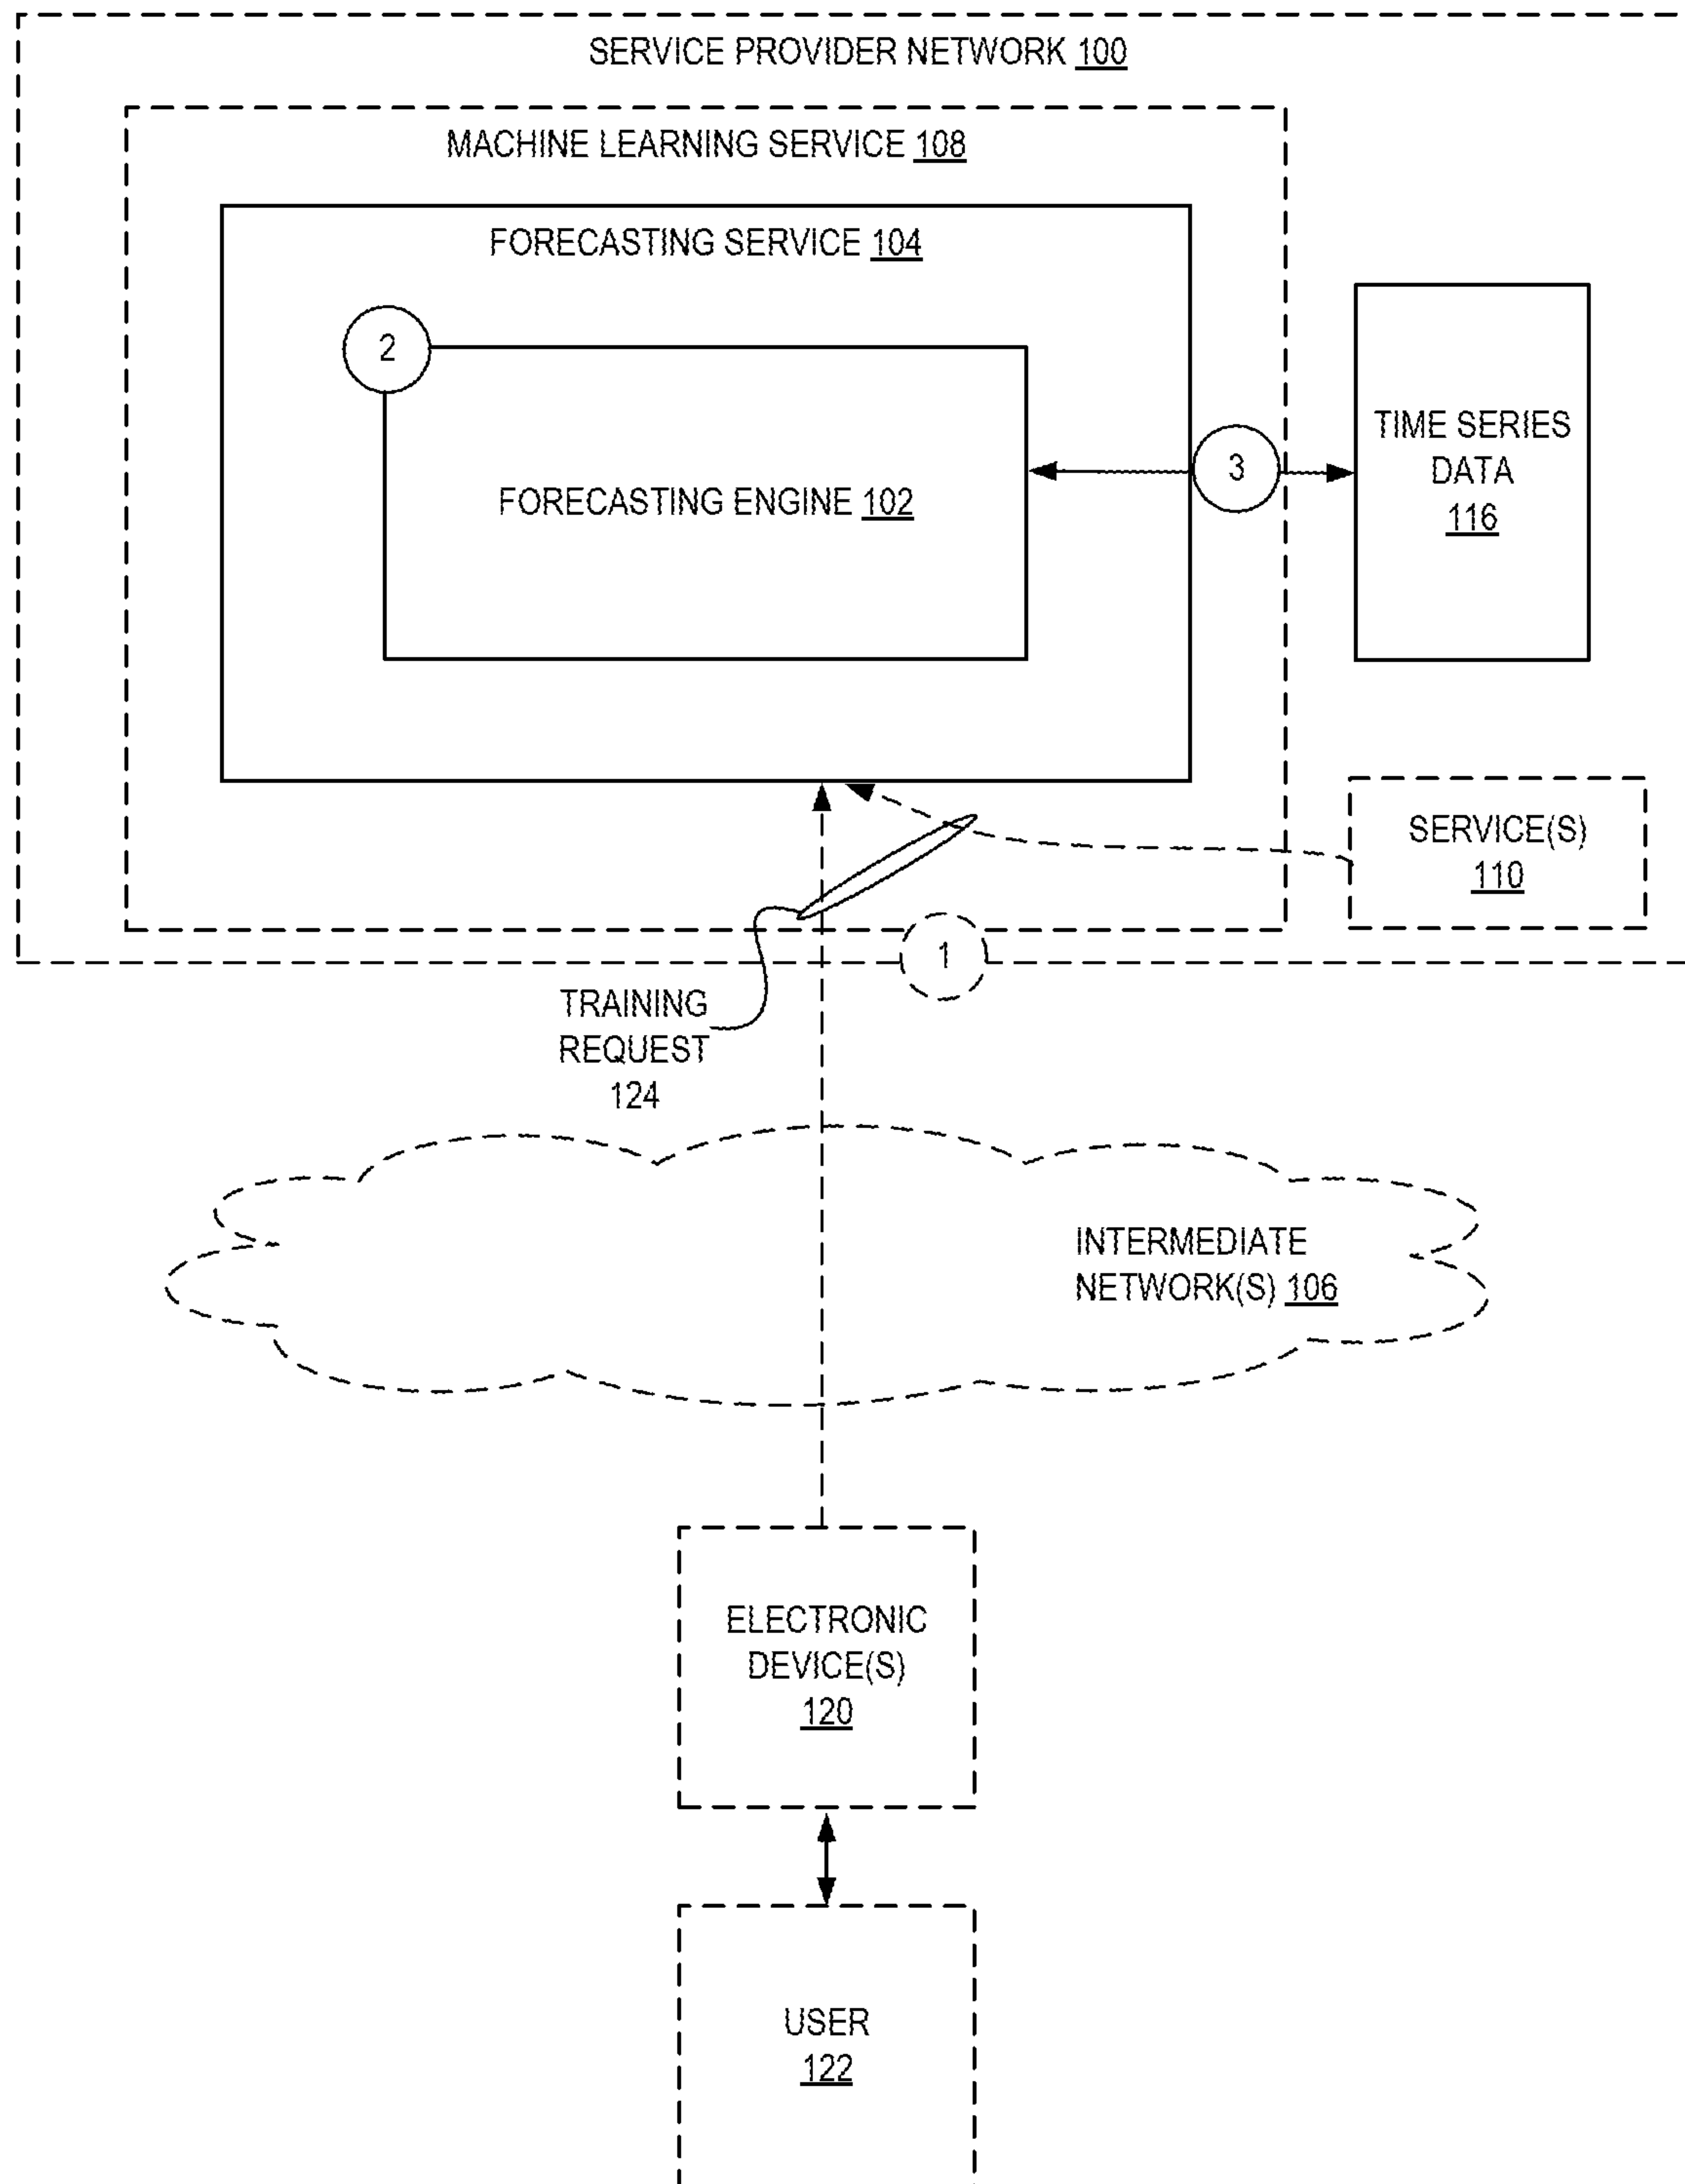 SERVICE PROVIDER NETWORK 100
MACHINE LEARNING SERVICE 108
FORECASTING SERVICE 104
2
FORECASTING ENGINE 102
3
TIME SERIES
DATA
116
SERVICE(S)
110
1
TRAINING
REQUEST
124
INTERMEDIATE
NETWORK(S) 106
ELECTRONIC
DEVICE(S)
120
USER
122